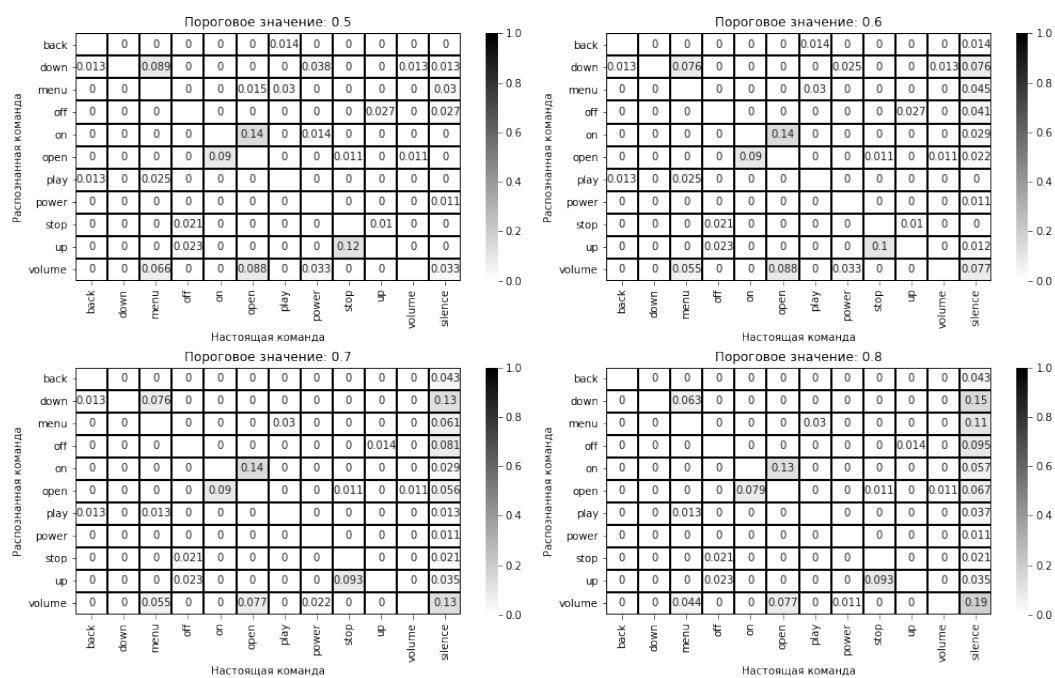 Пороговое значение: 0.5
Распознанная команда
back 0 0 0 0 0 0.014 0 0 0 0 0
down 0.013 0.089 0 0 0 0 0.038 0 0 0.013 0.013
menu 0 0 0 0 0.015 0.03 0 0 0 0 0.03
off 0 0 0 0 0 0 0 0 0.027 0 0.027
on 0 0 0 0 0.14 0 0.014 0 0 0 0
open 0 0 0 0 0.09 0 0 0.011 0 0.011 0
play 0.013 0 0.025 0 0 0 0 0 0 0 0
power 0 0 0 0 0 0 0 0 0 0 0.011
stop 0 0 0 0.021 0 0 0 0 0.01 0 0
up 0 0 0 0.023 0 0 0 0 0.12 0 0
volume 0 0 0.066 0 0 0.088 0 0.033 0 0 0.033
back down menu off on open play power stop up volume silence
Настоящая команда
1.0
0.8
0.6
0.4
0.2
0.0
Пороговое значение: 0.6
Распознанная команда
back 0 0 0 0 0 0.014 0 0 0 0 0.014
down 0.013 0.076 0 0 0 0 0.025 0 0 0.013 0.076
menu 0 0 0 0 0 0.03 0 0 0 0 0.045
off 0 0 0 0 0 0 0 0 0.027 0 0.041
on 0 0 0 0 0.14 0 0 0 0 0 0.029
open 0 0 0 0 0.09 0 0 0.011 0 0.011 0.022
play 0.013 0 0.025 0 0 0 0 0 0 0 0
power 0 0 0 0 0 0 0 0 0 0 0.011
stop 0 0 0 0.021 0 0 0 0 0.01 0 0
up 0 0 0 0.023 0 0 0 0 0.1 0 0.012
volume 0 0 0.055 0 0 0.088 0 0.033 0 0 0.077
back down menu off on open play power stop up volume silence
Настоящая команда
1.0
0.8
0.6
0.4
0.2
0.0
Пороговое значение: 0.7
Распознанная команда
back 0 0 0 0 0 0 0 0 0 0 0.043
down 0.013 0.076 0 0 0 0 0 0 0 0 0.13
menu 0 0 0 0 0 0.03 0 0 0 0 0.061
off 0 0 0 0 0 0 0 0 0.014 0 0.081
on 0 0 0 0 0.14 0 0 0 0 0 0.029
open 0 0 0 0 0.09 0 0 0.011 0 0.011 0.056
play 0.013 0 0.013 0 0 0 0 0 0 0 0.013
power 0 0 0 0 0 0 0 0 0 0 0.011
stop 0 0 0 0.021 0 0 0 0 0 0 0.021
up 0 0 0 0.023 0 0 0 0 0.093 0 0.035
volume 0 0 0.055 0 0 0.077 0 0.022 0 0 0.13
back down menu off on open play power stop up volume silence
Настоящая команда
1.0
0.8
0.6
0.4
0.2
0.0
Пороговое значение: 0.8
Распознанная команда
back 0 0 0 0 0 0 0 0 0 0 0.043
down 0 0.063 0 0 0 0 0 0 0 0 0.15
menu 0 0 0 0 0 0.03 0 0 0 0 0.11
off 0 0 0 0 0 0 0 0 0.014 0 0.095
on 0 0 0 0 0.13 0 0 0 0 0 0.057
open 0 0 0 0 0.079 0 0 0.011 0 0.011 0.067
play 0 0 0.013 0 0 0 0 0 0 0 0.037
power 0 0 0 0 0 0 0 0 0 0 0.011
stop 0 0 0 0.021 0 0 0 0 0 0 0.021
up 0 0 0 0.023 0 0 0 0 0.093 0 0.035
volume 0 0 0.044 0 0 0.077 0 0.011 0 0 0.19
back down menu off on open play power stop up volume silence
Настоящая команда
1.0
0.8
0.6
0.4
0.2
0.0